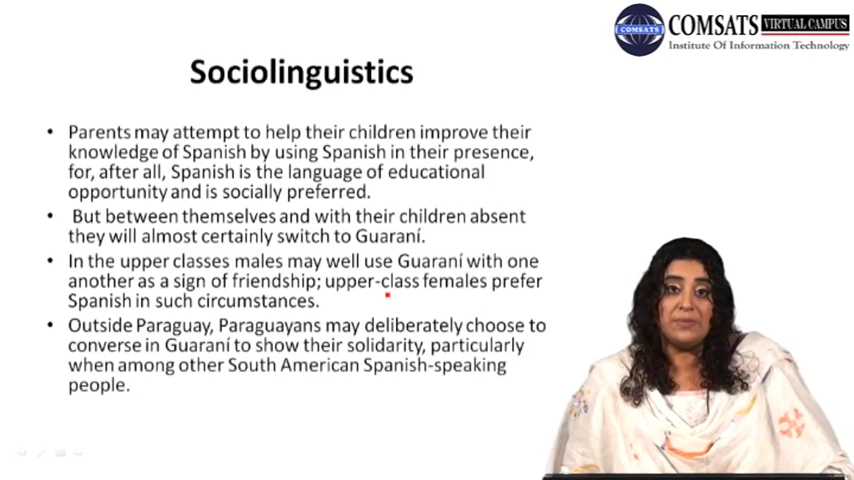 COMSATS VIRTUAL CAMPUS
COMSATS
Institute Of Information Technology
Sociolinguistics
• Parents may attempt to help their children improve their
knowledge of Spanish by using Spanish in their presence,
for, after all, Spanish is the language of educational
opportunity and is socially preferred.
• But between themselves and with their children absent
they will almost certainly switch to Guaraní.
• In the upper classes males may well use Guaraní with one
another as a sign of friendship; upper-class females prefer
Spanish in such circumstances.
• Outside Paraguay, Paraguayans may deliberately choose to
converse in Guaraní to show their solidarity, particularly
when among other South American Spanish-speaking
people.